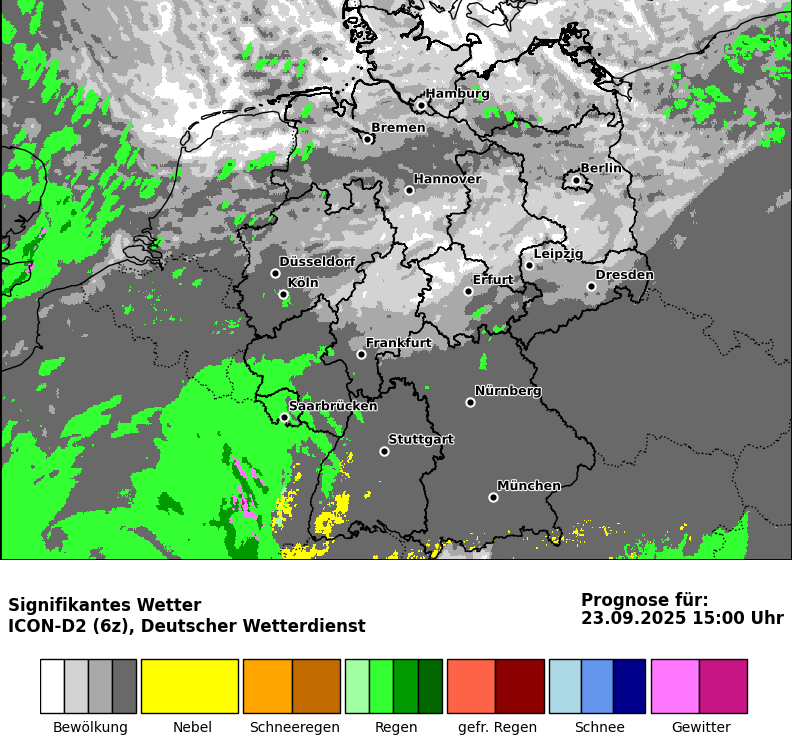 Hamburg
Bremen
Berlin
Hannover
Leipzig
Düsseldorf
Dresden
Köln
Erfurt
Frankfurt
Nürnberg
Saarbrücken
Stuttgart
München
Signifikantes Wetter
ICON-D2 (6z), Deutscher Wetterdienst
Prognose für:
23.09.2025 15:00 Uhr
Bewölkung
Nebel
Schneeregen
Regen
gefr. Regen
Schnee
Gewitter